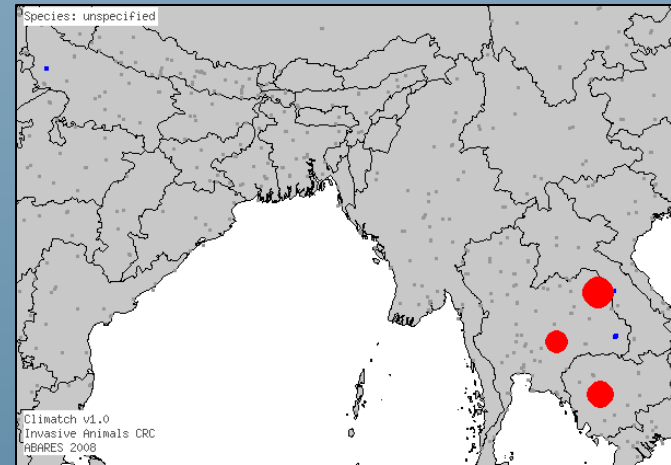 Species: unspecified
Climatch v1.0
Invasive Animals CRC
ABARES 2008